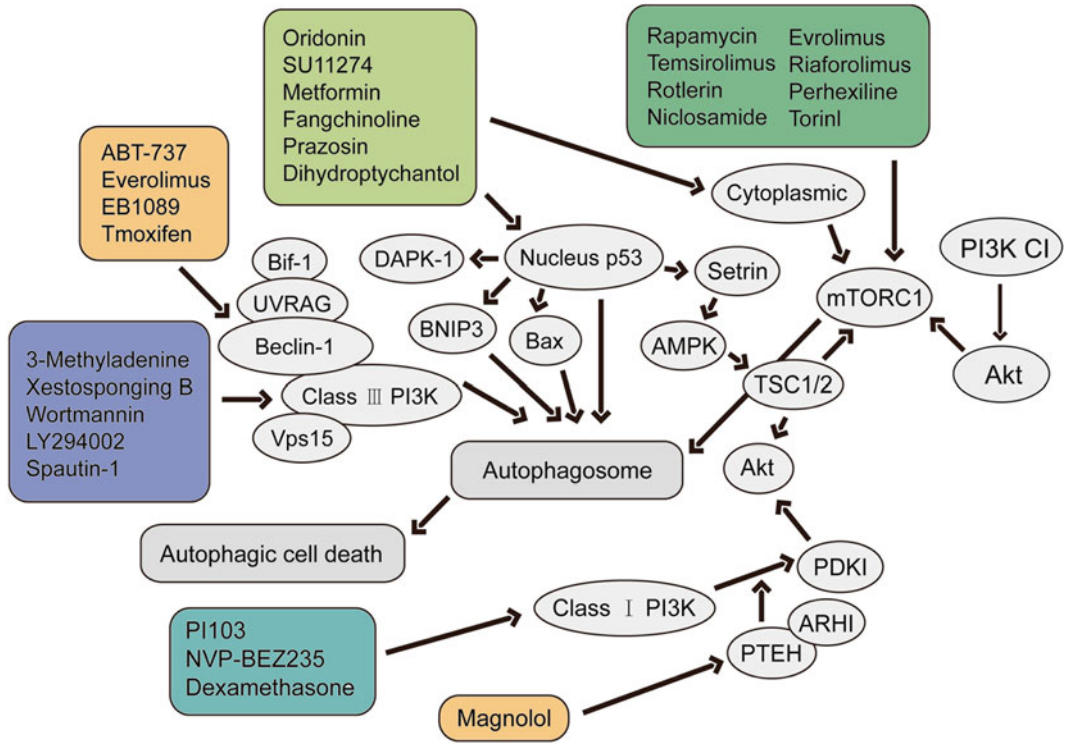 Oridonin
SU11274
Metformin
Fangchinoline
Prazosin
Dihydroptychantol
Rapamycin Evrolimus
Temsirolimus Riaforolimus
Rotlerin Perhexiline
Niclosamide TorinI
ABT-737
Everolimus
EB1089
Tmoxifen
Cytoplasmic
Bif-1
DAPK-1
Nucleus p53
Setrin
PI3K CI
UVRAG
mTORC1
BNIP3
Bax
AMPK
Beclin-1
3-Methyladenine
Xestosponging B
Wortmannin
LY294002
Spautin-1
Class Ⅲ PI3K
TSC1/2
Akt
Vps15
Autophagosome
Akt
Autophagic cell death
PDKI
Class Ⅰ PI3K
ARHI
PTEH
PI103
NVP-BEZ235
Dexamethasone
Magnolol